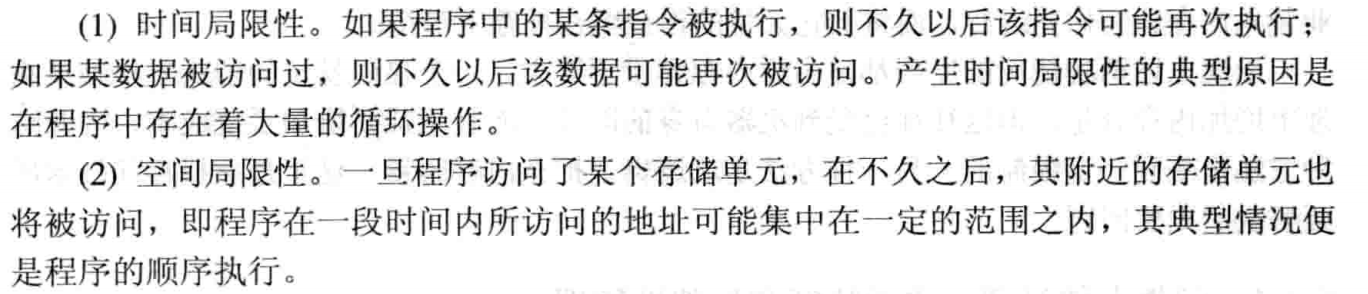 (1) 时间局限性。如果程序中的某条指令被执行，则不久以后该指令可能再次执行；
如果某数据被访问过，则不久以后该数据可能再次被访问。产生时间局限性的典型原因是
在程序中存在着大量的循环操作。
(2) 空间局限性。一旦程序访问了某个存储单元，在不久之后，其附近的存储单元也
将被访问，即程序在一段时间内所访问的地址可能集中在一定的范围之内，其典型情况便
是程序的顺序执行。